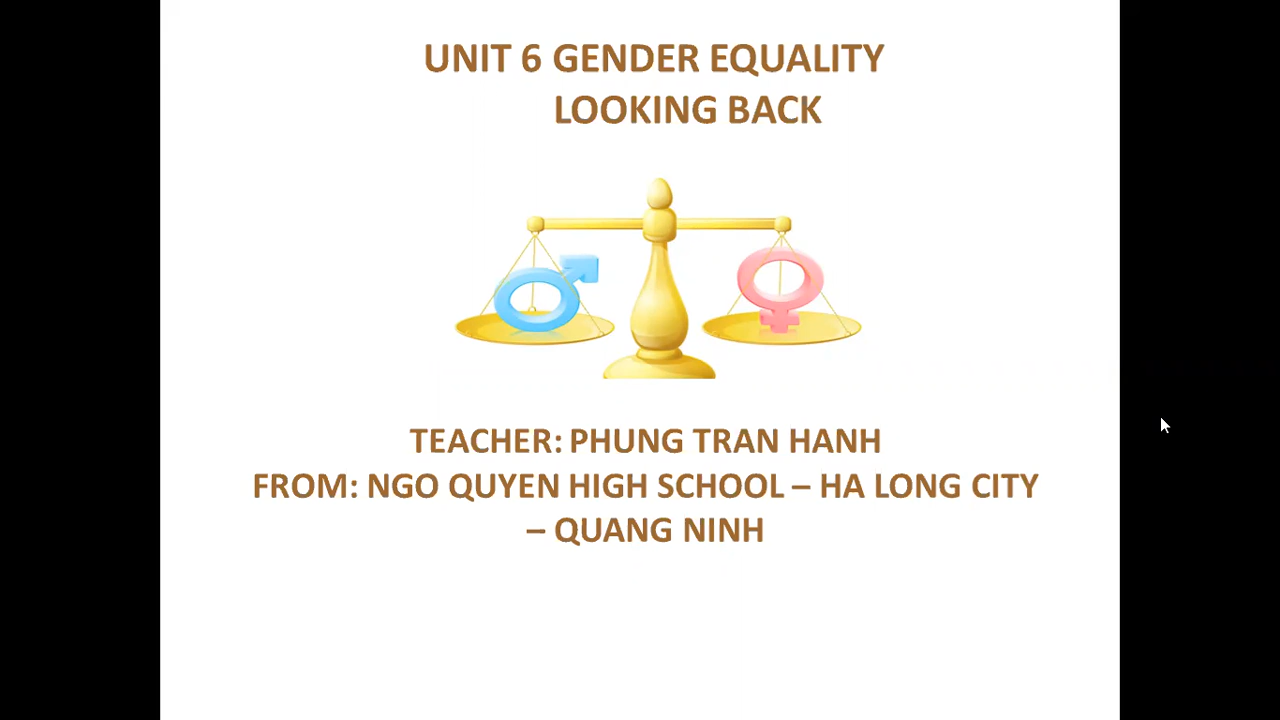 UNIT 6 GENDER EQUALITY
LOOKING BACK
TEACHER: PHUNG TRAN HANH
FROM: NGO QUYEN HIGH SCHOOL – HA LONG CITY
– QUANG NINH